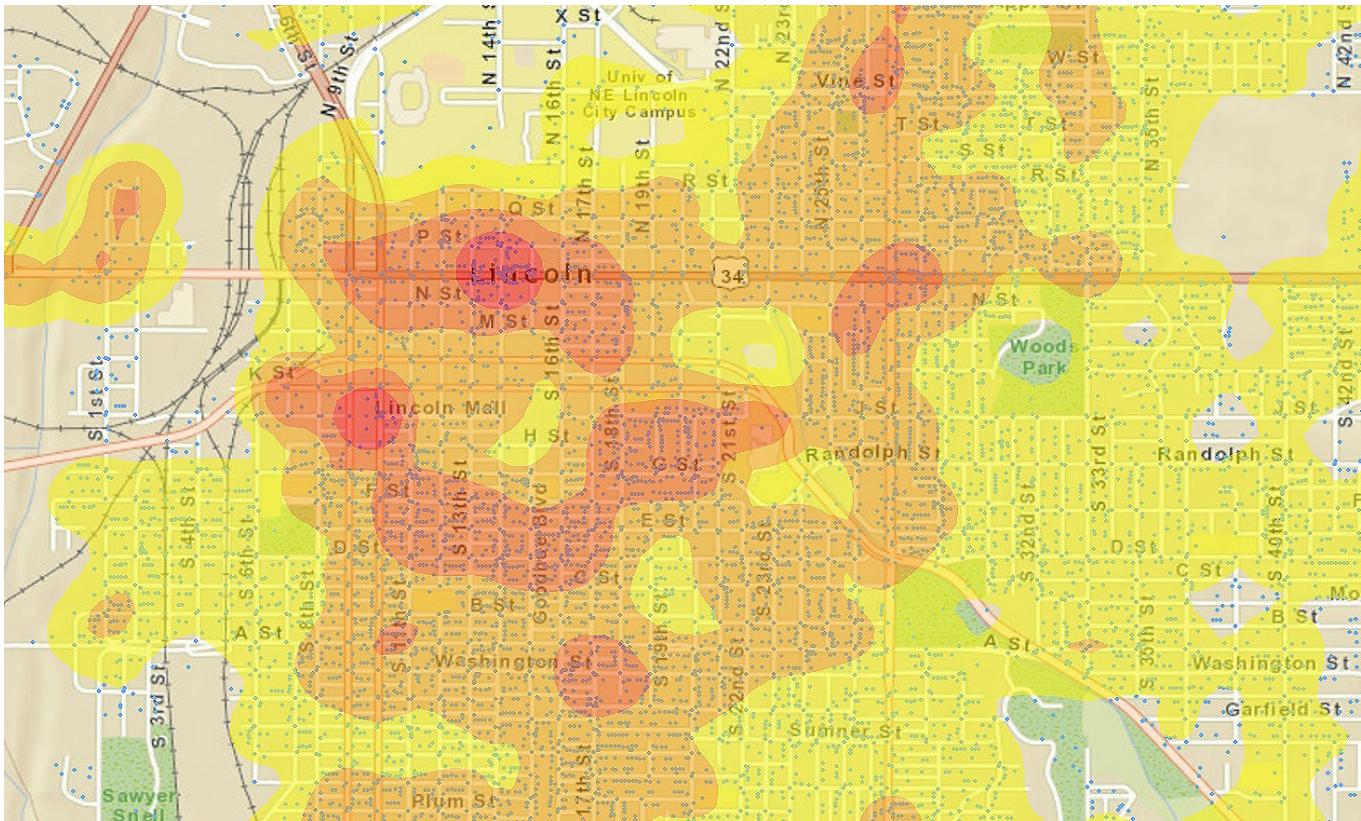 X St
N 9th St
N 14th S
N 16th St
N 22nd S
N 23rd
W St
N 42nd S
Univ of
NE Lincoln
City Campus
Vine St
T St
T St
S St
N 35th St
R St
R St
N 17th St
N 19th St
N 25th St
Q St
P St
Lincoln
34
N St
N St
M St
Woods
Park
K St
S 16th St
S 1st St
Lincoln Mall
J St
J St
S 42nd St
H St
S 18th St
S 21st St
G St
Randolph St
Randolph St
S 33rd St
F St
F
S 4th St
S 13th St
Goodhue Blvd
E St
S 32nd St
S 40th St
D St
D St
S 6th St
S 8th St
C St
C St
S 23rd St
B St
B St
Mo
A St
A St
S 11th St
S 19th St
S 35th St
Washington St
Washington St
S 3rd St
S 22nd St
Garfield St
Sumner St
Plum St
S 17th St
Sawyer
Snell